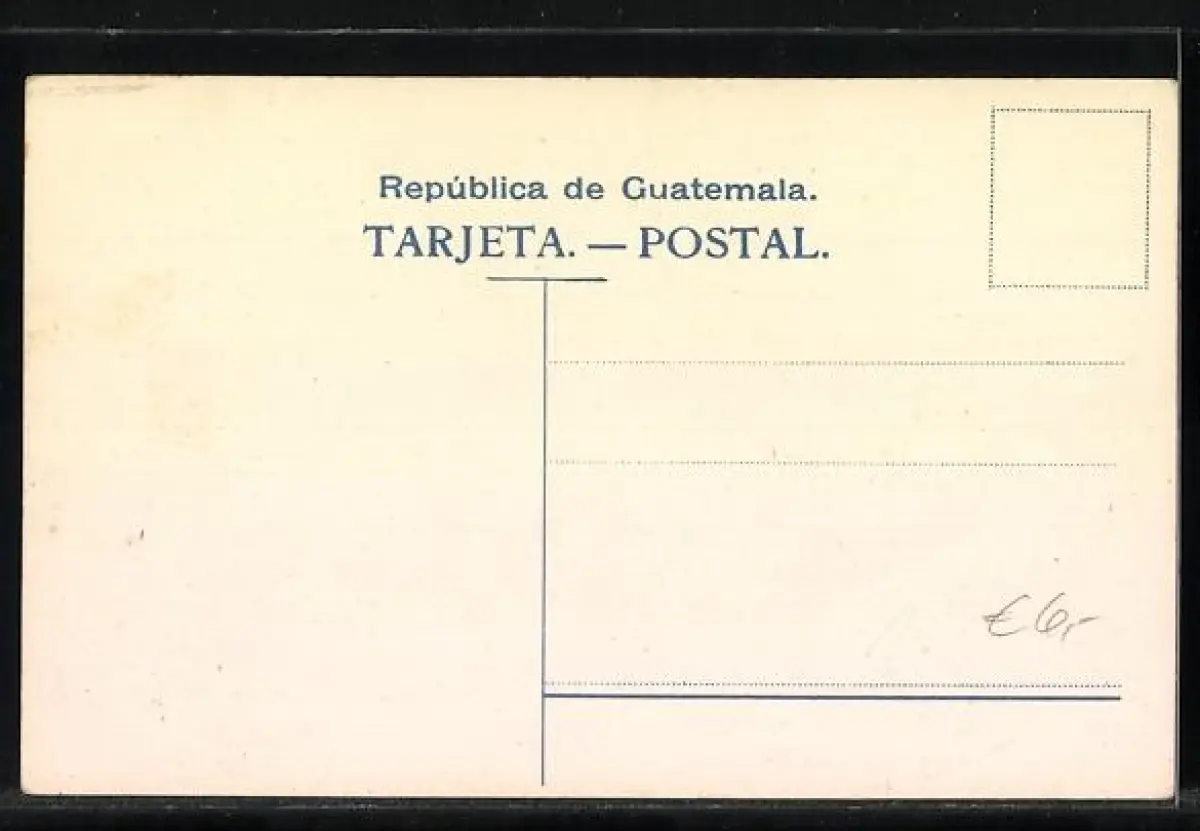 República de Guatemala.
TARJETA. — POSTAL.
€ 6,-